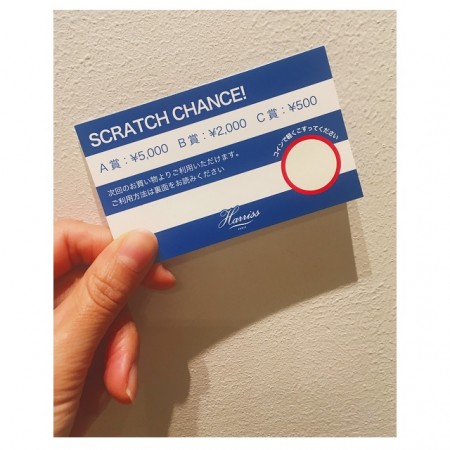 SCRATCH CHANCE!
A賞：¥5,000 B賞：¥2,000 C賞：¥500
次回のお買い物よりご利用いただけます。
ご利用方法は裏面をお読みください
コインで軽くこすってください
Harriss